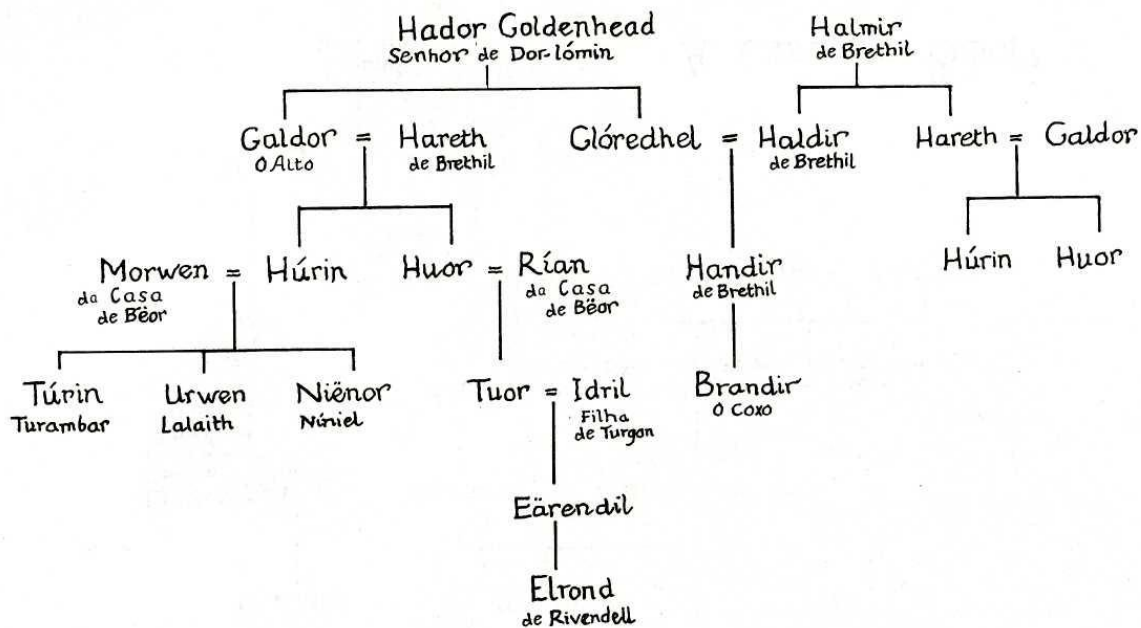 Hador Goldenhead
Senhor de Dor-lómin
Halmir
de Brethil
Galdor = Hareth
O Alto
de Brethil
Glóredhel = Haldir
de Brethil
Hareth = Galdor
Morwen = Húrin
da Casa
de Bëor
Huor = Rían
da Casa
de Bëor
Handir
de Brethil
Húrin
Huor
Túrin
Turambar
Urwen
Lalaith
Niënor
Níniel
Tuor = Idril
Filha
de Turgon
Brandir
O Coxo
Eärendil
Elrond
de Rivendell